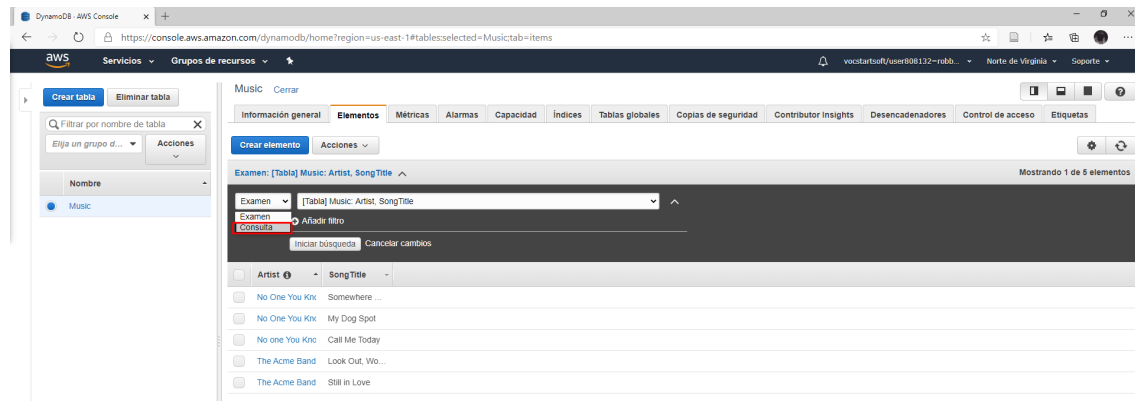 DynamoDB - AWS Console
https://console.aws.amazon.com/dynamodb/home?region=us-east-1#tables:selected=Music;tab=items
aws Servicios Grupos de recursos vocstartsoft/user808132=robb... Norte de Virginia Soporte
Crear tabla Eliminar tabla
Filtrar por nombre de tabla
Elija un grupo d... Acciones
Nombre
Music
Music Cerrar
Información general Elementos Métricas Alarmas Capacidad Índices Tablas globales Copias de seguridad Contributor Insights Desencadenadores Control de acceso Etiquetas
Crear elemento Acciones
Examen: [Tabla] Music: Artist, SongTitle Mostrando 1 de 5 elementos
Examen [Tabla] Music: Artist, SongTitle
Examen
Consulta
Añadir filtro
Iniciar búsqueda Cancelar cambios
Artist SongTitle
No One You Knc Somewhere ...
No One You Knc My Dog Spot
No one You Knc Call Me Today
The Acme Band Look Out, Wo...
The Acme Band Still in Love